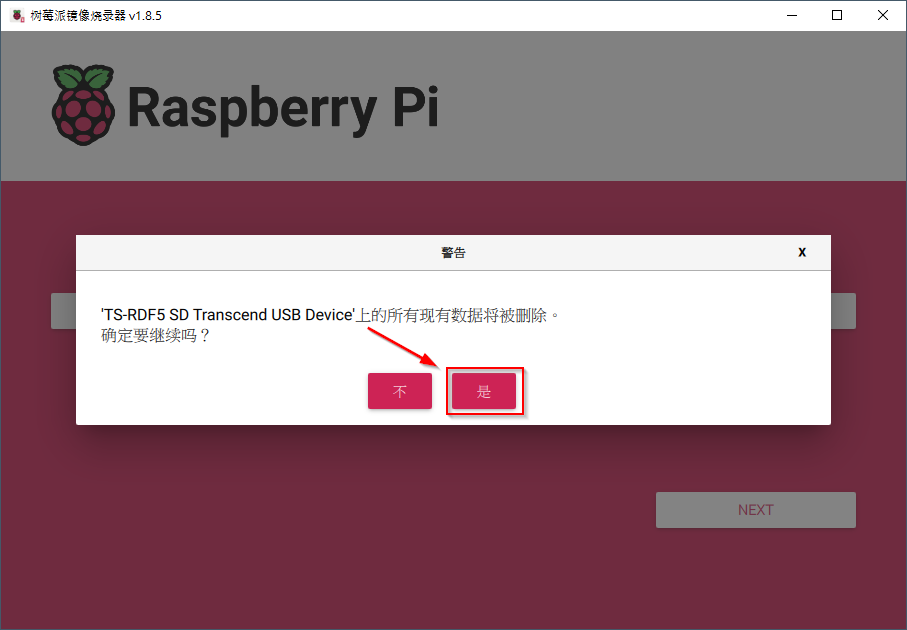 树莓派镜像烧录器 v1.8.5
Raspberry Pi
警告
X
'TS-RDF5 SD Transcend USB Device'上的所有现有数据将被刪除。
确定要继续吗？
不
是
NEXT